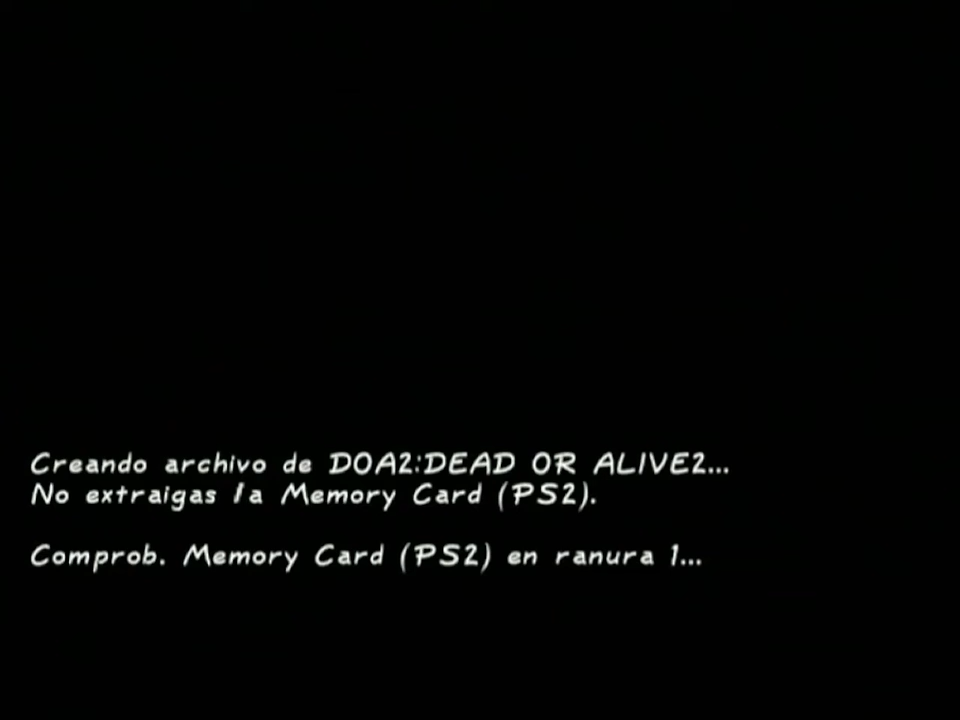 Creando archivo de DOA2:DEAD OR ALIVE2...
No extraigas la Memory Card (PS2).
Comprob. Memory Card (PS2) en ranura 1...